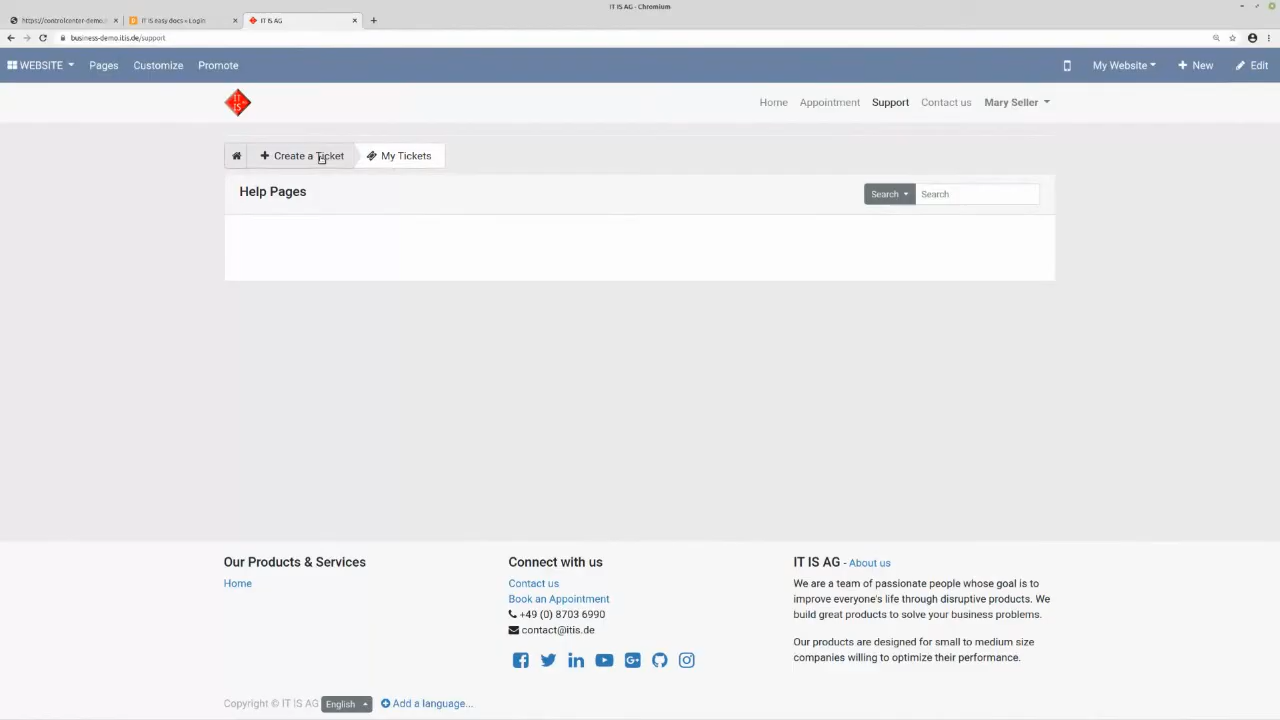 IT IS AG - Chromium
https://controlcenter-demo.
IT IS easy docs « Login
IT IS AG
business-demo.itis.de/support
WEBSITE Pages Customize Promote My Website New Edit
IT IS
Home Appointment Support Contact us Mary Seller
Create a Ticket My Tickets
Help Pages Search Search
Our Products & Services
Home
Connect with us
Contact us
Book an Appointment
+49 (0) 8703 6990
contact@itis.de
IT IS AG - About us
We are a team of passionate people whose goal is to
improve everyone's life through disruptive products. We
build great products to solve your business problems.
Our products are designed for small to medium size
companies willing to optimize their performance.
Copyright © IT IS AG English Add a language...